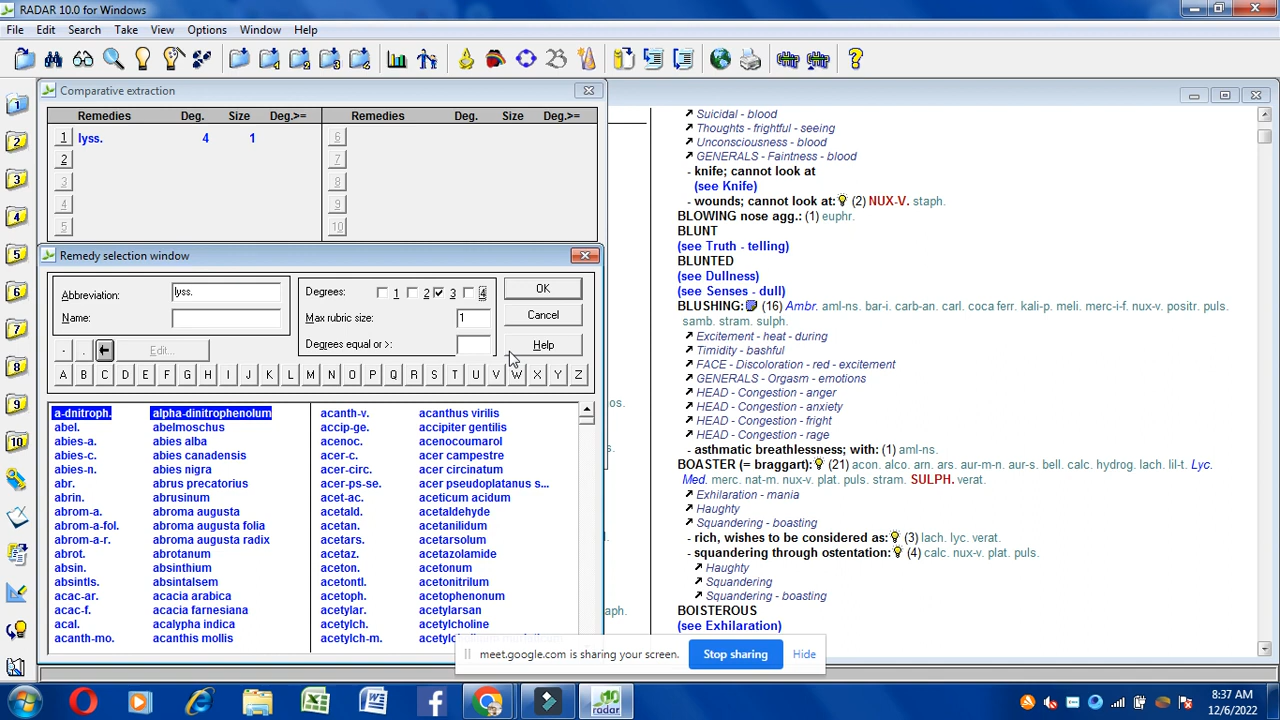 RADAR 10.0 for Windows
File Edit Search Take View Options Window Help
Comparative extraction
Remedies Deg. Size Deg.>= Remedies Deg. Size Deg.>=
1 lyss. 4 1 6
2 7
3 8
4 9
5 10
Remedy selection window
Abbreviation: lyss.
Name:
Degrees: 1 2 3 4
Max rubric size: 1
Degrees equal or >:
OK
Cancel
Help
Edit...
A B C D E F G H I J K L M N O P Q R S T U V W X Y Z
a-dnitroph. alpha-dinitrophenolum acanth-v. acanthus virilis
abel. abelmoschus accip-ge. accipiter gentilis
abies-a. abies alba acenoc. acenocoumarol
abies-c. abies canadensis acer-c. acer campestre
abies-n. abies nigra acer-circ. acer circinatum
abr. abrus precatorius acer-ps-se. acer pseudoplatanus s...
abrin. abrusinum acet-ac. aceticum acidum
abrom-a. abroma augusta acetald. acetaldehyde
abrom-a-fol. abroma augusta folia acetan. acetanilidum
abrom-a-r. abroma augusta radix acetars. acetarsolum
abrot. abrotanum acetaz. acetazolamide
absin. absinthium aceton. acetonum
absintls. absintalsem acetontl. acetonitrilum
acac-ar. acacia arabica acetoph. acetophenonum
acac-f. acacia farnesiana acetylar. acetylarsan
acal. acalypha indica acetylch. acetylcholine
acanth-mo. acanthis mollis acetylch-m.
os.
aph.
Suicidal - blood
Thoughts - frightful - seeing
Unconsciousness - blood
GENERALS - Faintness - blood
- knife; cannot look at
(see Knife)
- wounds; cannot look at: (2) NUX-V. staph.
BLOWING nose agg.: (1) euphr.
BLUNT
(see Truth - telling)
BLUNTED
(see Dullness)
(see Senses - dull)
BLUSHING: (16) Ambr. aml-ns. bar-i. carb-an. carl. coca ferr. kali-p. meli. merc-i-f. nux-v. positr. puls.
samb. stram. sulph.
Excitement - heat - during
Timidity - bashful
FACE - Discoloration - red - excitement
GENERALS - Orgasm - emotions
HEAD - Congestion - anger
HEAD - Congestion - anxiety
HEAD - Congestion - fright
HEAD - Congestion - rage
- asthmatic breathlessness; with: (1) aml-ns.
BOASTER (= braggart): (21) acon. alco. arn. ars. aur-m-n. aur-s. bell. calc. hydrog. lach. lil-t. Lyc.
Med. merc. nat-m. nux-v. plat. puls. stram. SULPH. verat.
Exhilaration - mania
Haughty
Squandering - boasting
- rich, wishes to be considered as: (3) lach. lyc. verat.
- squandering through ostentation: (4) calc. nux-v. plat. puls.
Haughty
Squandering
Squandering - boasting
BOISTEROUS
(see Exhilaration)
meet.google.com is sharing your screen. Stop sharing Hide
8:37 AM
12/6/2022